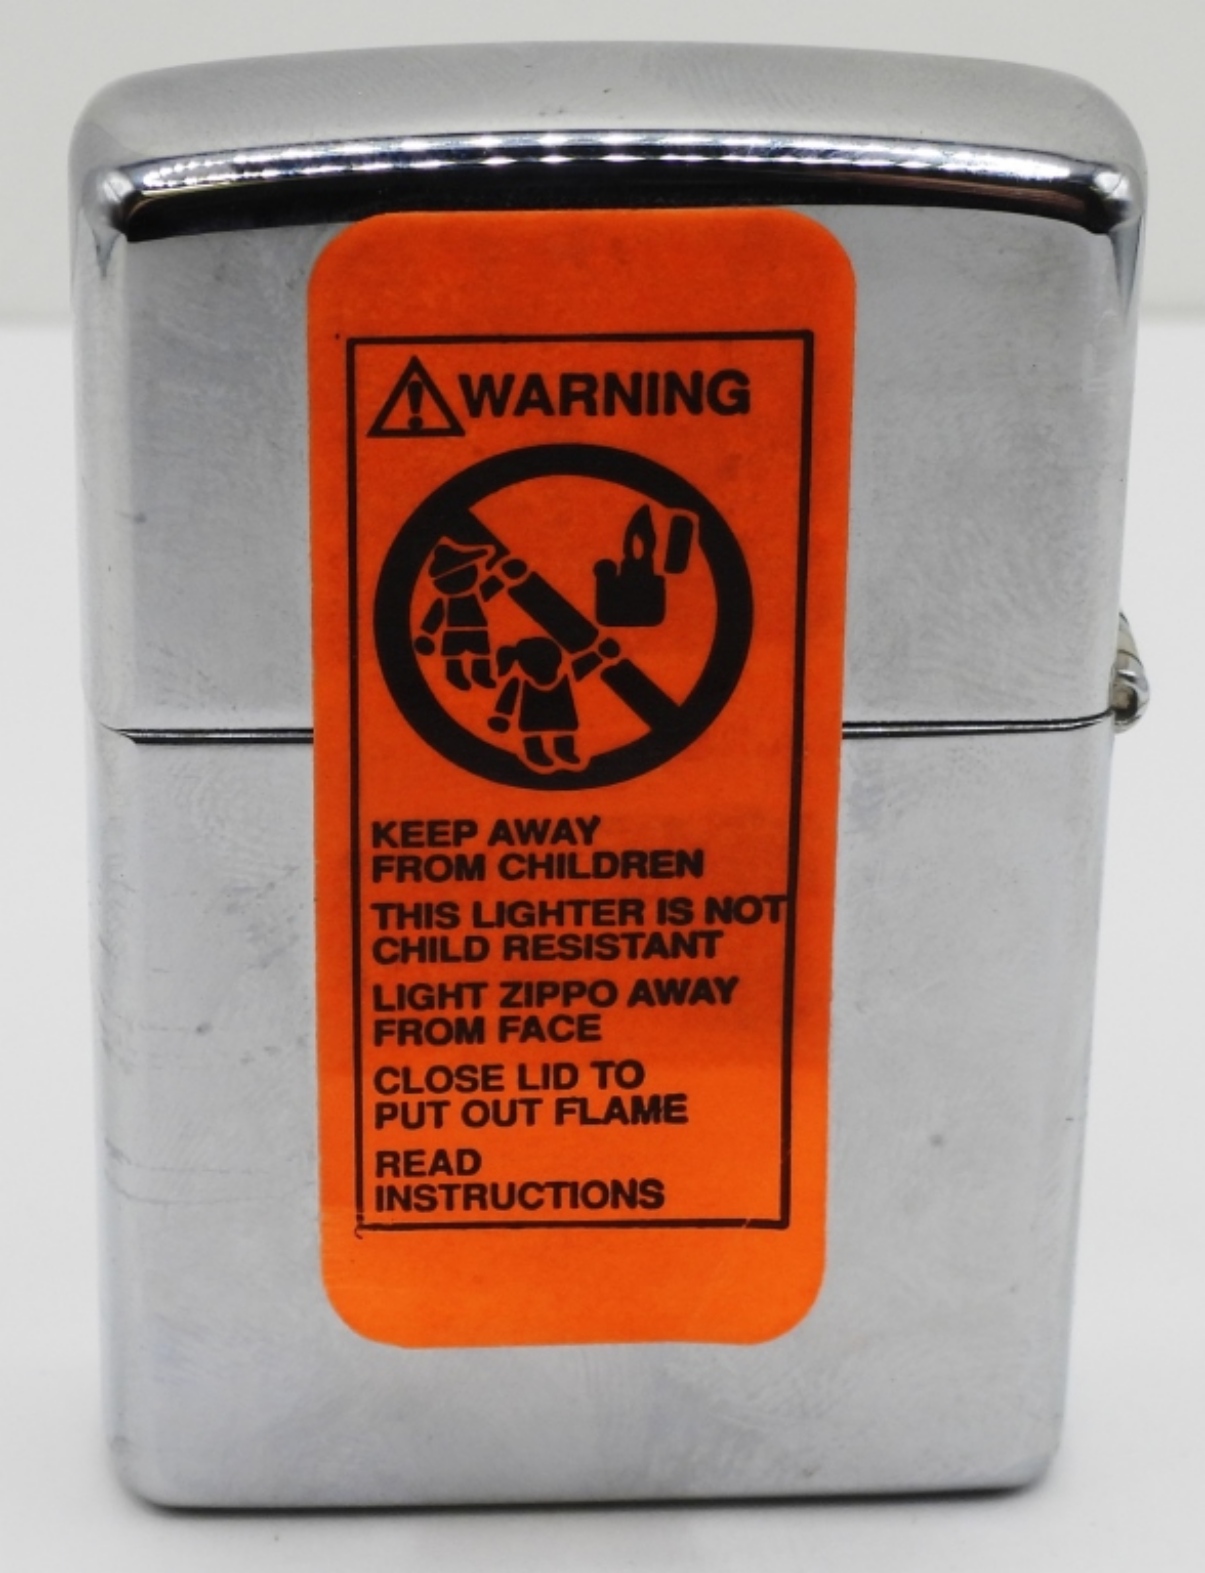 WARNING
KEEP AWAY
FROM CHILDREN
THIS LIGHTER IS NOT
CHILD RESISTANT
LIGHT ZIPPO AWAY
FROM FACE
CLOSE LID TO
PUT OUT FLAME
READ
INSTRUCTIONS